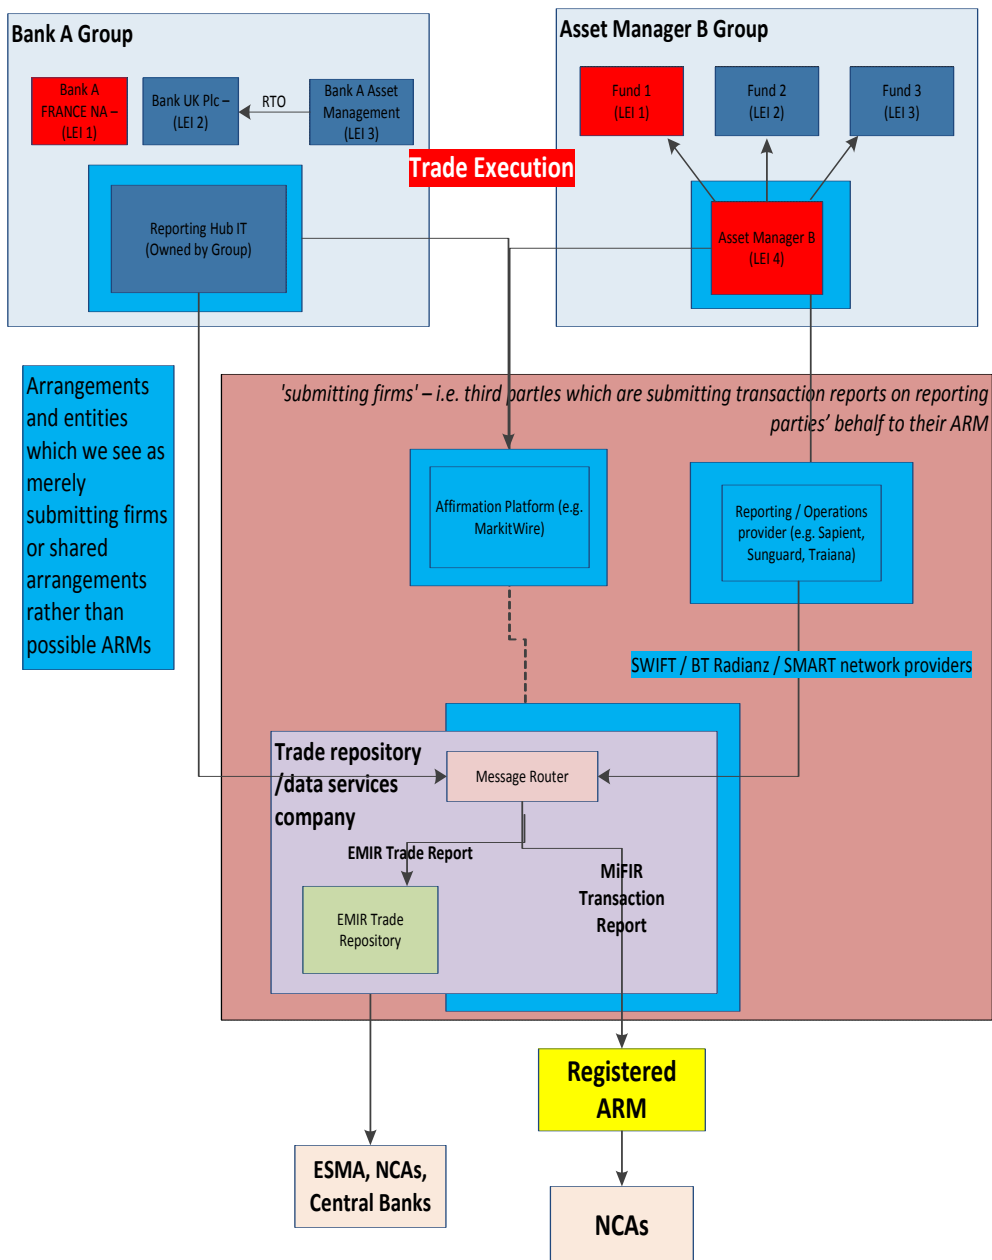 Bank A Group
Bank A
FRANCE NA –
(LEI 1)
Bank UK Plc –
(LEI 2)
RTO
Bank A Asset
Management
(LEI 3)
Reporting Hub IT
(Owned by Group)
Trade Execution
Asset Manager B Group
Fund 1
(LEI 1)
Fund 2
(LEI 2)
Fund 3
(LEI 3)
Asset Manager B
(LEI 4)
Arrangements
and entities
which we see as
merely
submitting firms
or shared
arrangements
rather than
possible ARMs
'submitting firms' – i.e. third parties which are submitting transaction reports on reporting
parties' behalf to their ARM
Affirmation Platform (e.g.
MarkitWire)
Reporting / Operations
provider (e.g. Sapient,
Sunguard, Traiana)
SWIFT / BT Radianz / SMART network providers
Trade repository
/data services
company
Message Router
EMIR Trade Report
MiFIR
Transaction
Report
EMIR Trade
Repository
Registered
ARM
ESMA, NCAs,
Central Banks
NCAs